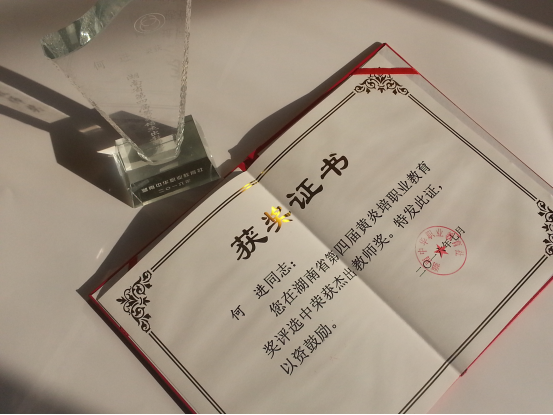 获奖证书
何 进同志：
您在湖南省第四届黄炎培职业教育
奖评选中荣获杰出教师奖。特发此证，
以资鼓励。